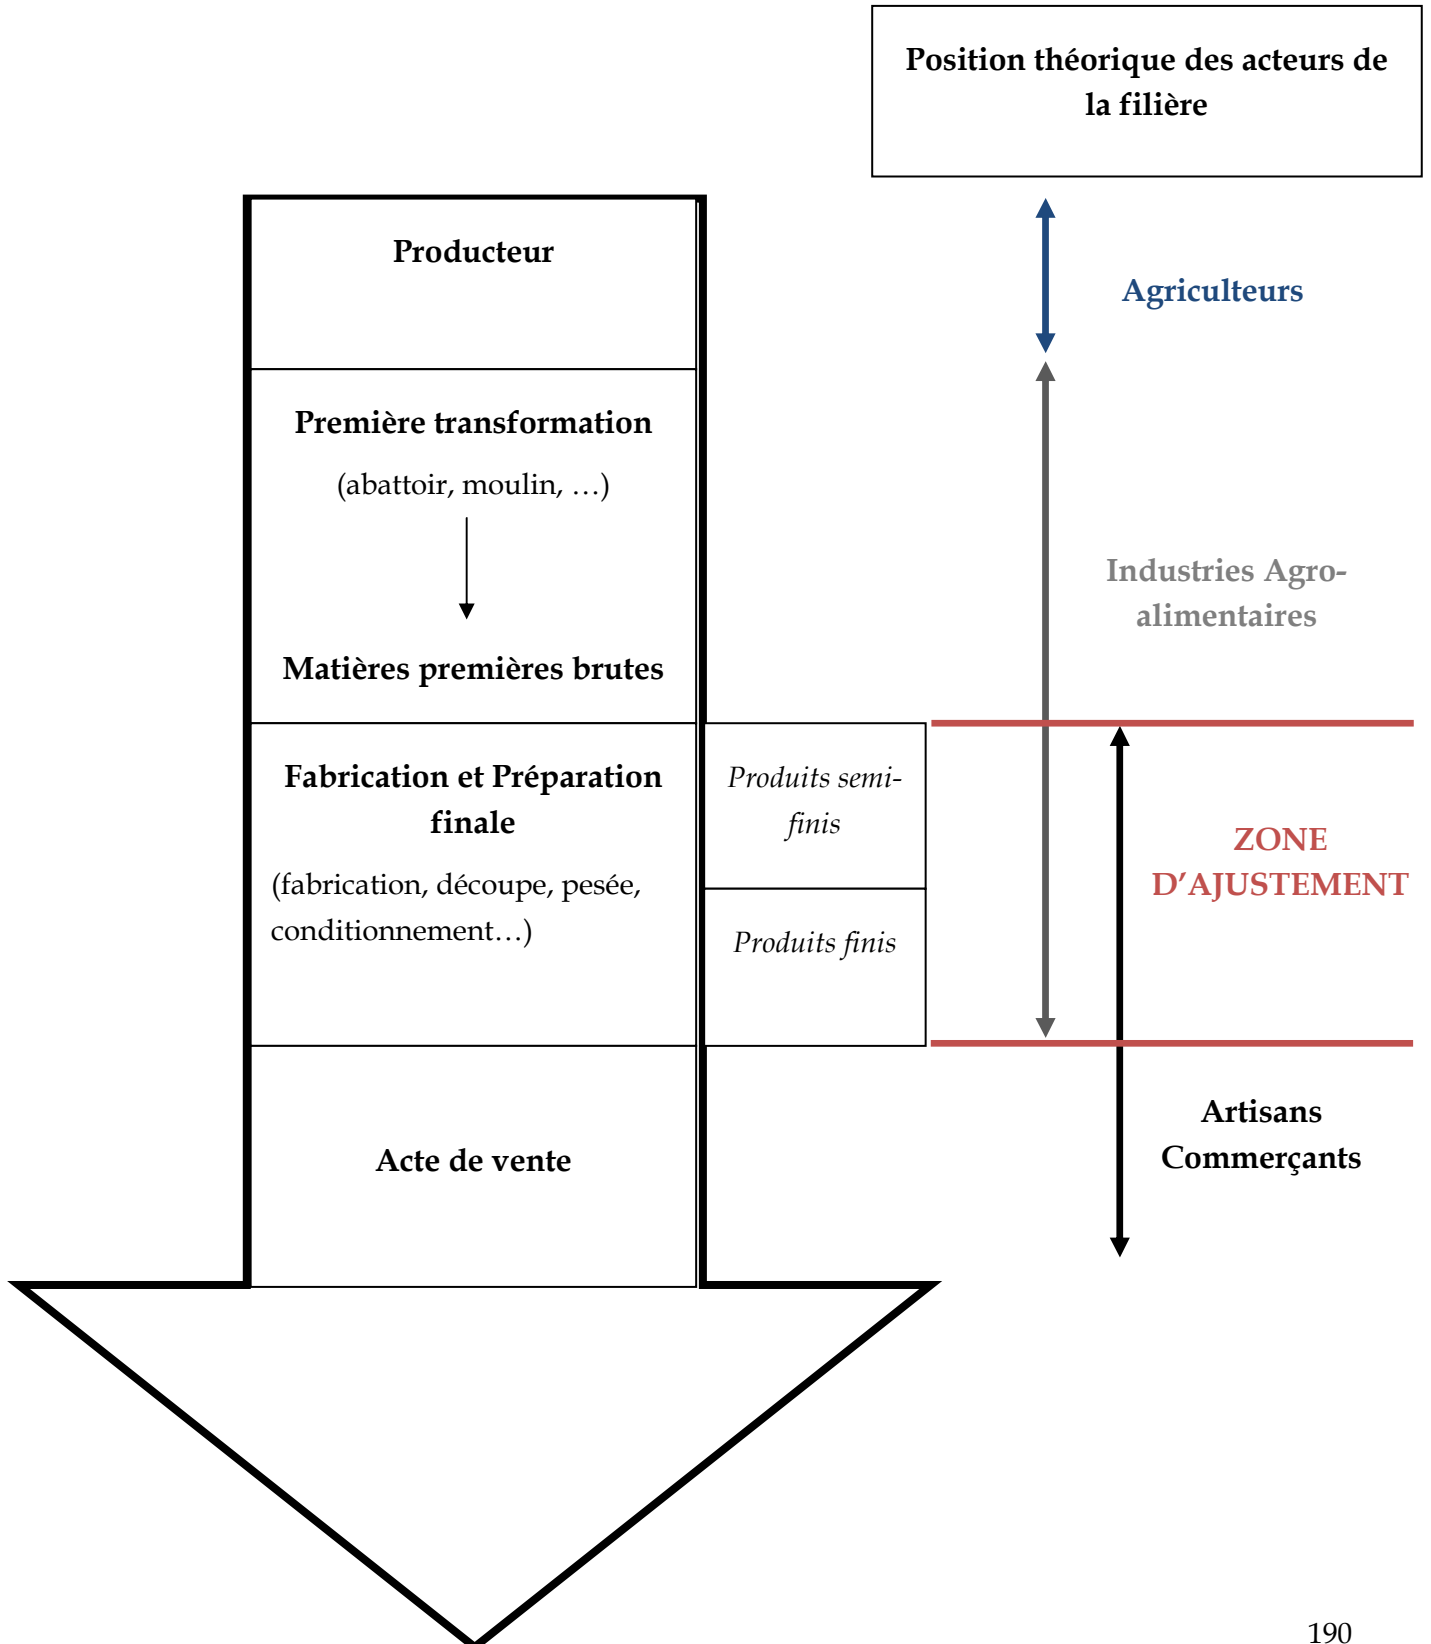 Position théorique des acteurs de
la filière
Producteur
Agriculteurs
Première transformation
(abattoir, moulin, …)
Industries Agro-
alimentaires
Matières premières brutes
Fabrication et Préparation
finale
(fabrication, découpe, pesée,
conditionnement…)
Produits semi-
finis
Produits finis
ZONE
D’AJUSTEMENT
Acte de vente
Artisans
Commerçants
190